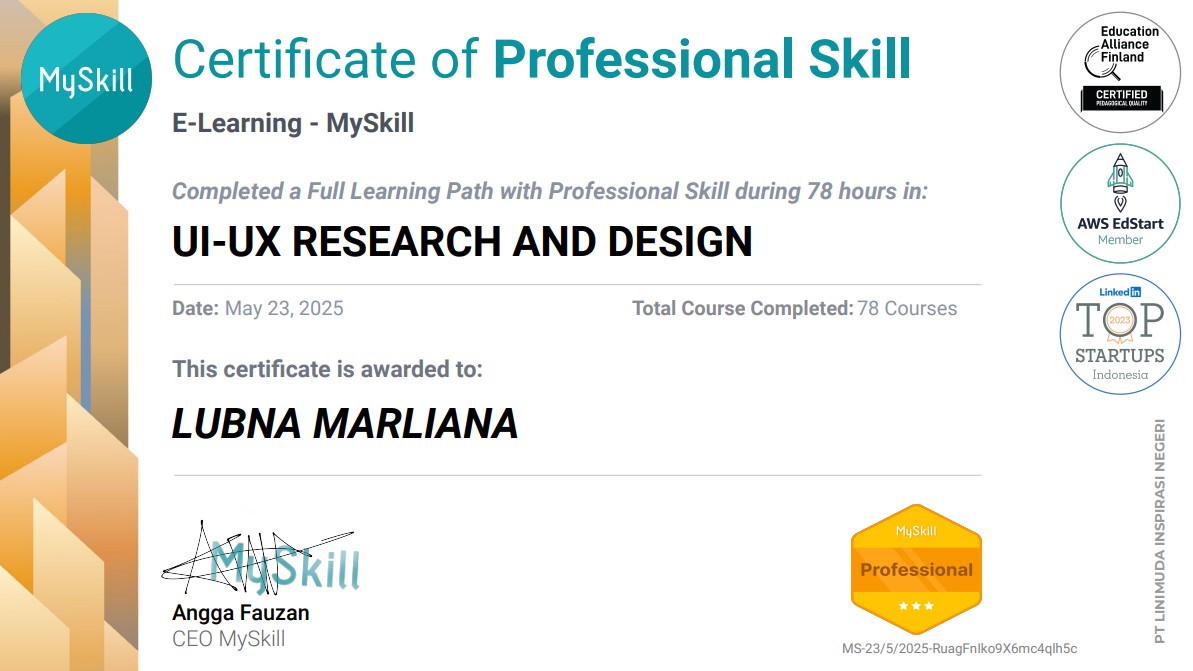 MySkill
Certificate of Professional Skill
E-Learning - MySkill
Completed a Full Learning Path with Professional Skill during 78 hours in:
UI-UX RESEARCH AND DESIGN
Date: May 23, 2025
Total Course Completed: 78 Courses
This certificate is awarded to:
LUBNA MARLIANA
MySkill
Angga Fauzan
CEO MySkill
MySkill
Professional
MS-23/5/2025-RuagFnIko9X6mc4qlh5c
Education
Alliance
Finland
CERTIFIED
PEDAGOGICAL QUALITY
AWS EdStart
Member
LinkedIn
TOP
2023
STARTUPS
Indonesia
PT LINIMUDA INSPIRASI NEGERI